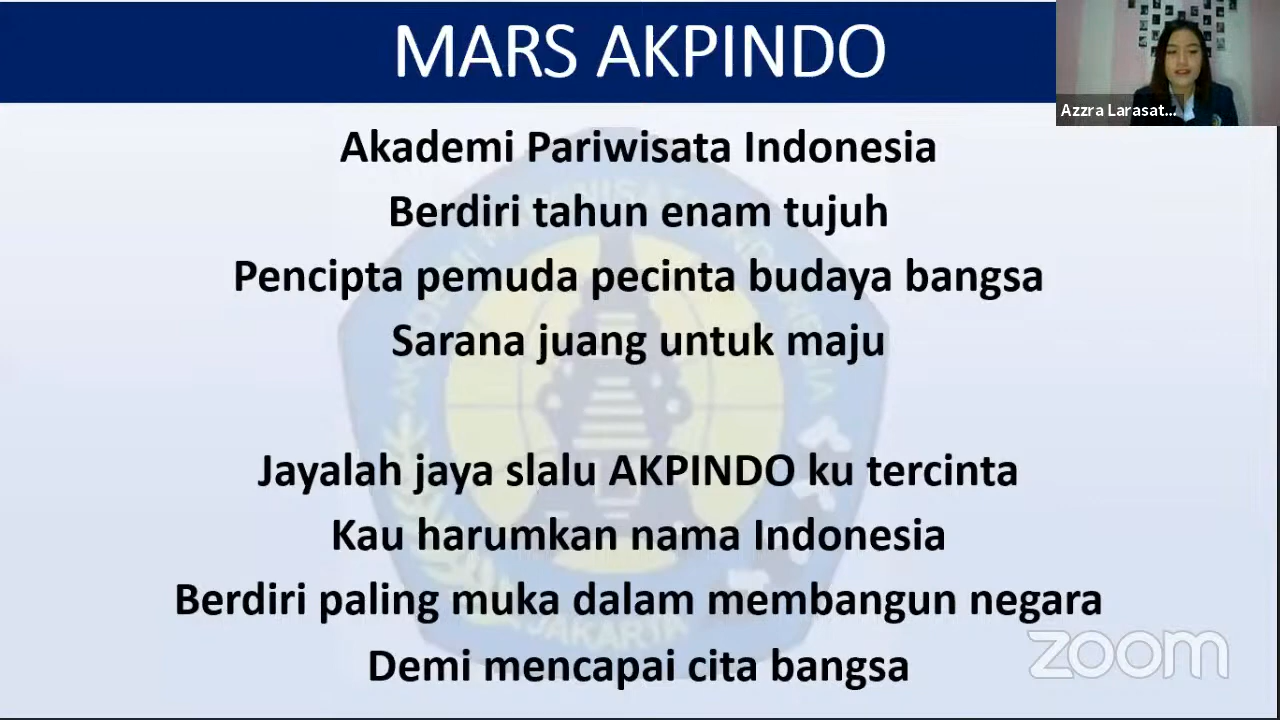 MARS AKPINDO
Azzra Larasat...
Akademi Pariwisata Indonesia
Berdiri tahun enam tujuh
Pencipta pemuda pecinta budaya bangsa
Sarana juang untuk maju
Jayalah jaya slalu AKPINDO ku tercinta
Kau harumkan nama Indonesia
Berdiri paling muka dalam membangun negara
Demi mencapai cita bangsa
JAKARTA
zoom